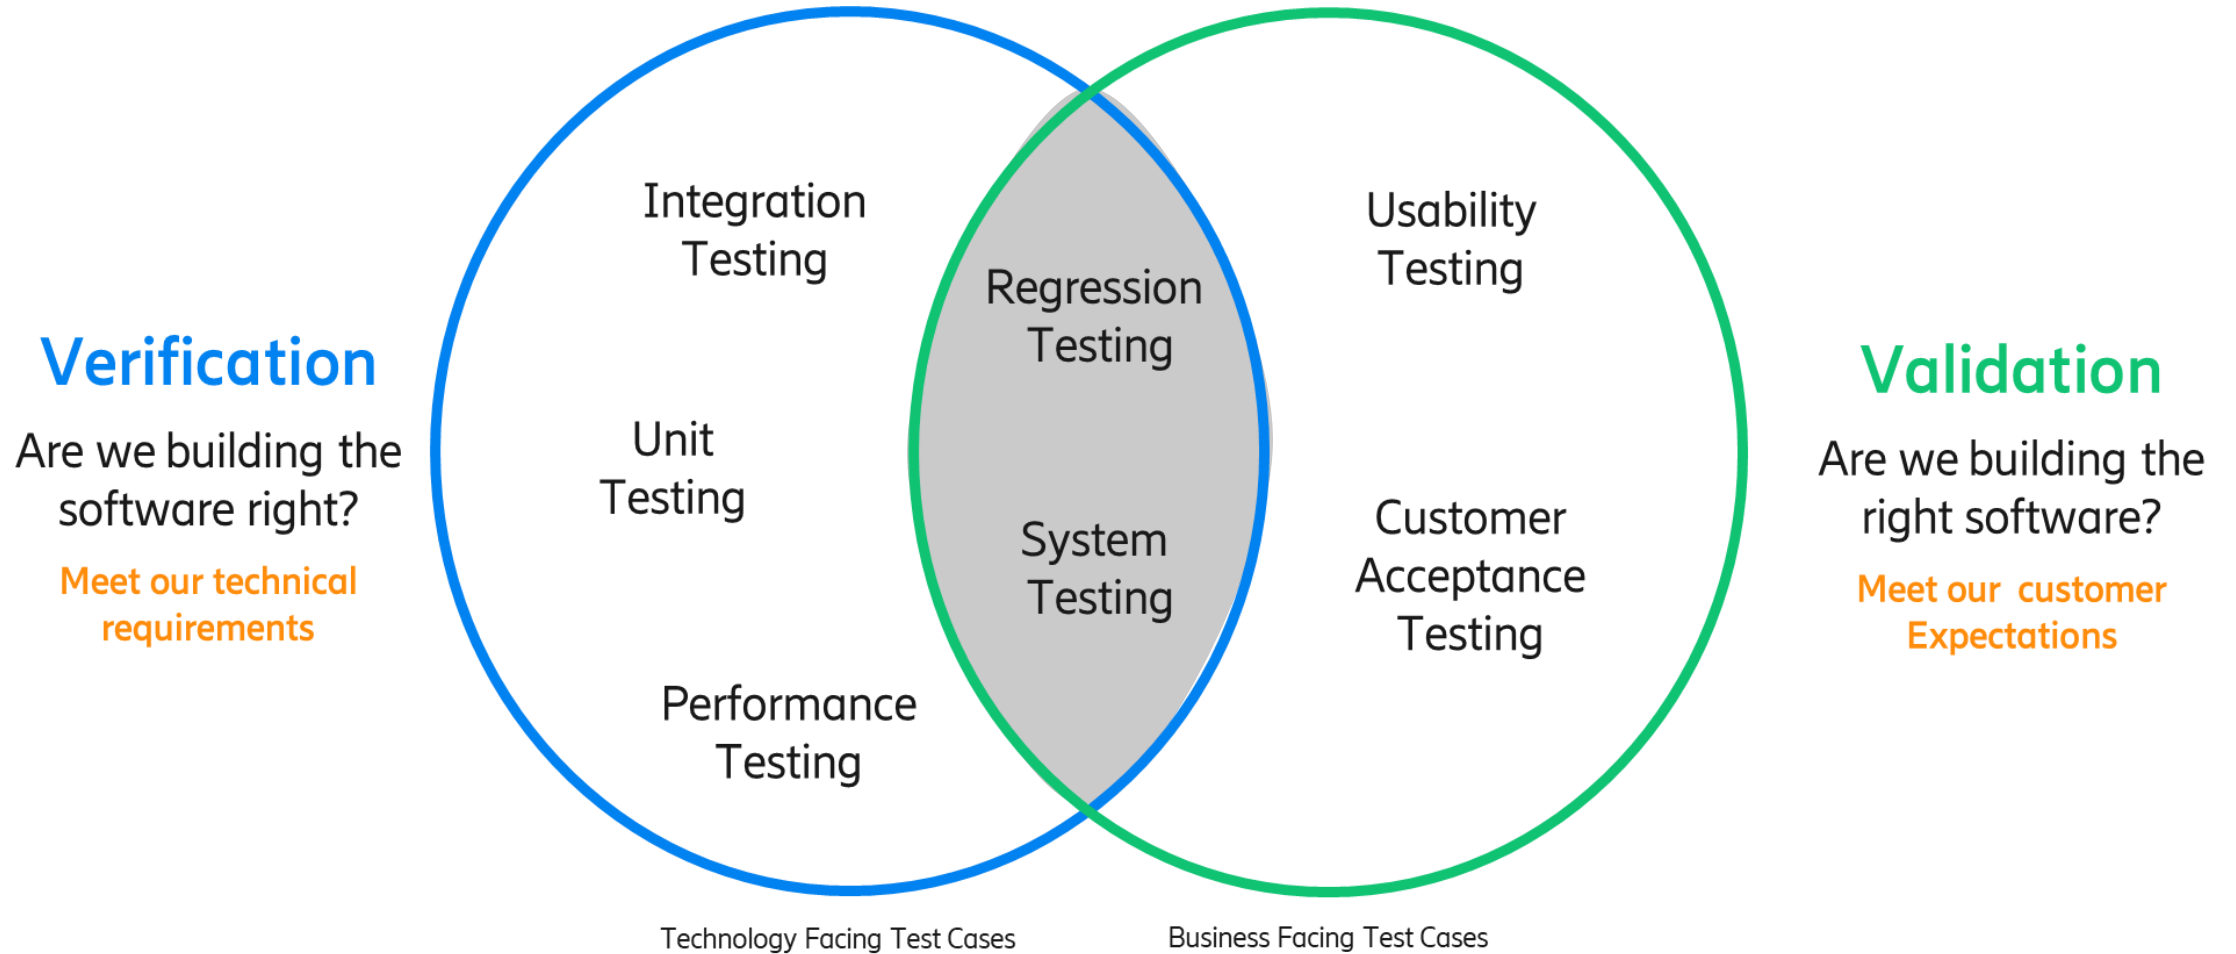 Verification
Are we building the
software right?
Meet our technical
requirements
Integration
Testing
Unit
Testing
Performance
Testing
Regression
Testing
System
Testing
Usability
Testing
Customer
Acceptance
Testing
Validation
Are we building the
right software?
Meet our customer
Expectations
Technology Facing Test Cases
Business Facing Test Cases